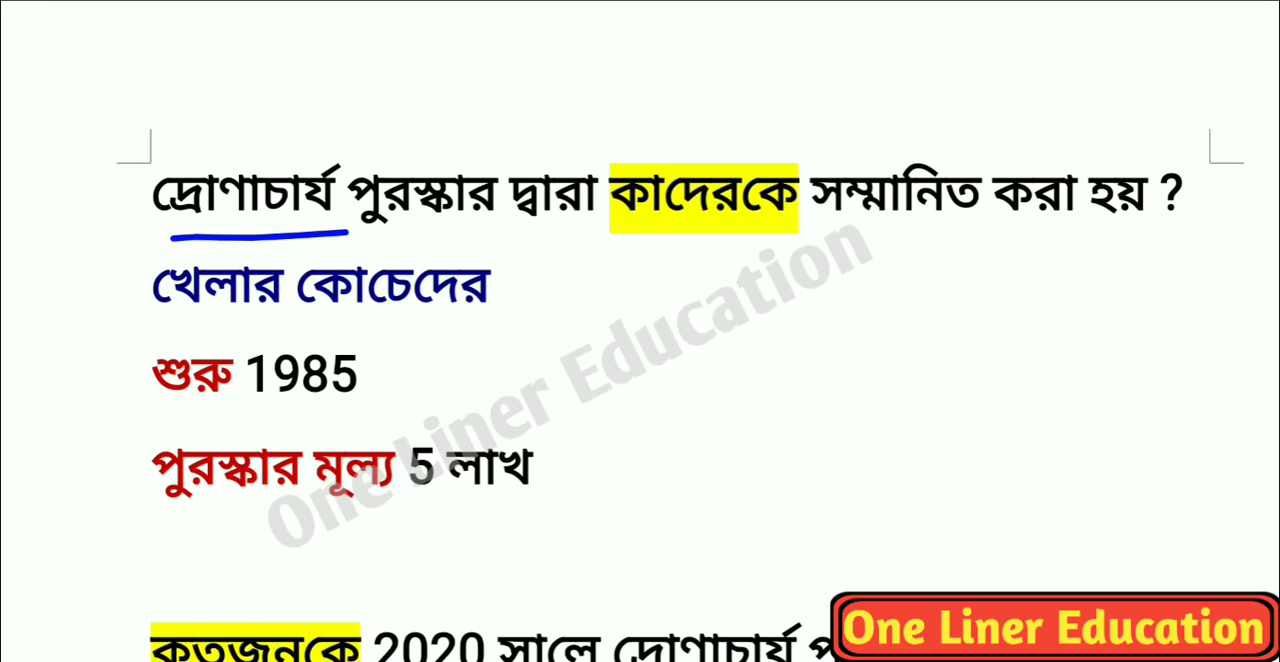 দ্রোণাচার্য পুরস্কার দ্বারা কাদেরকে সম্মানিত করা হয় ?
খেলার কোচেদের
শুরু 1985
পুরস্কার মূল্য 5 লাখ
One Liner Education
কতজনকে 2020 সালে দ্রোণাচার্য
One Liner Education